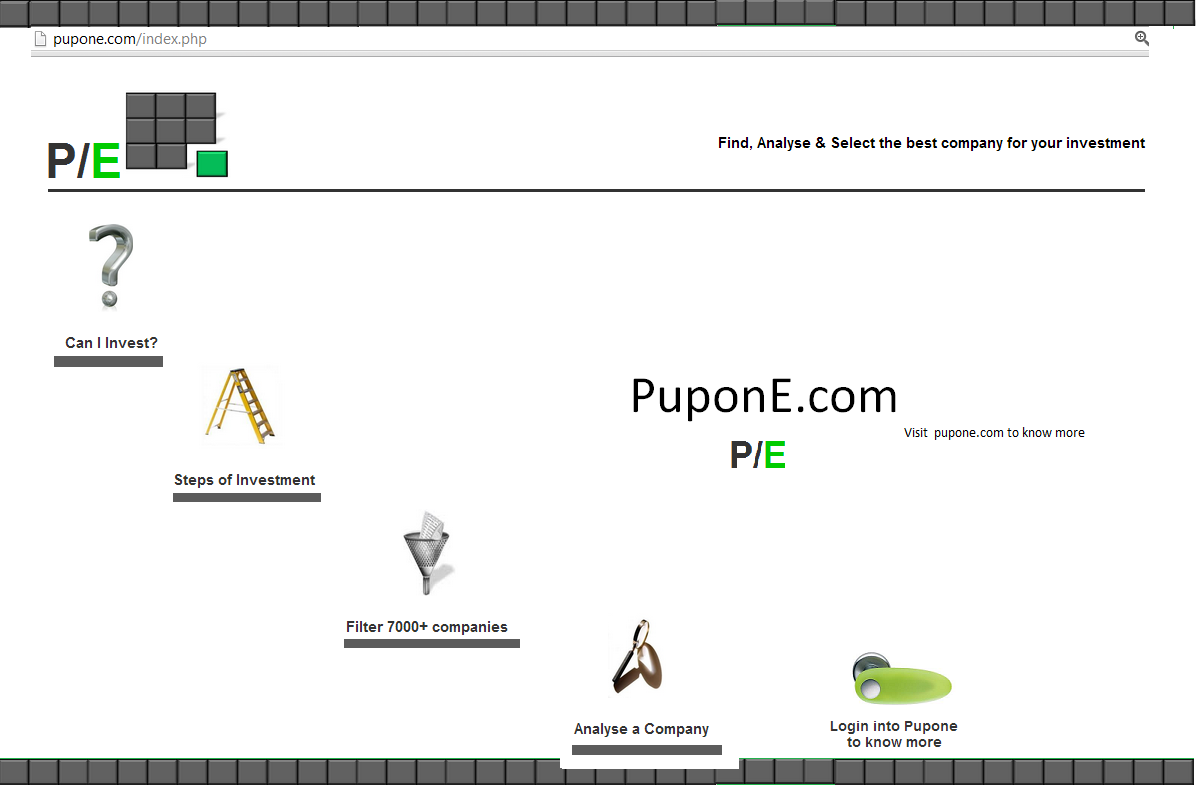 pupone.com/index.php
P/E
Find, Analyse & Select the best company for your investment
Can I Invest?
Steps of Investment
PuponE.com
Visit pupone.com to know more
P/E
Filter 7000+ companies
Analyse a Company
Login into Pupone
to know more